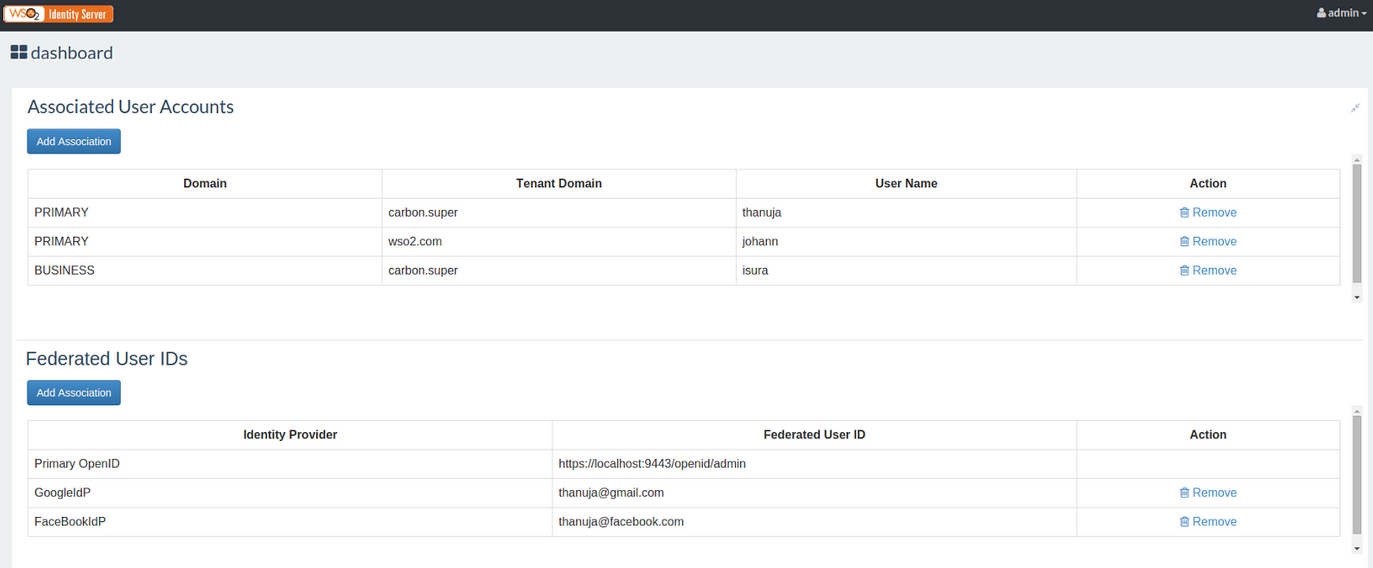 WSO2 Identity Server admin
dashboard
Associated User Accounts
Add Association
Domain Tenant Domain User Name Action
PRIMARY carbon.super thanuja Remove
PRIMARY wso2.com johann Remove
BUSINESS carbon.super isura Remove
Federated User IDs
Add Association
Identity Provider Federated User ID Action
Primary OpenID https://localhost:9443/openid/admin
GoogleIdP thanuja@gmail.com Remove
FaceBookIdP thanuja@facebook.com Remove